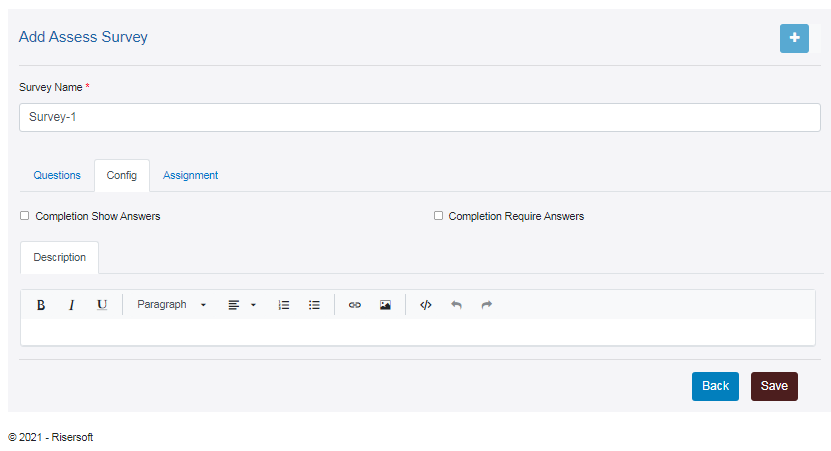 Add Assess Survey
Survey Name *
Survey-1
Questions Config Assignment
Completion Show Answers Completion Require Answers
Description
B I U Paragraph
Back Save
© 2021 - Risersoft